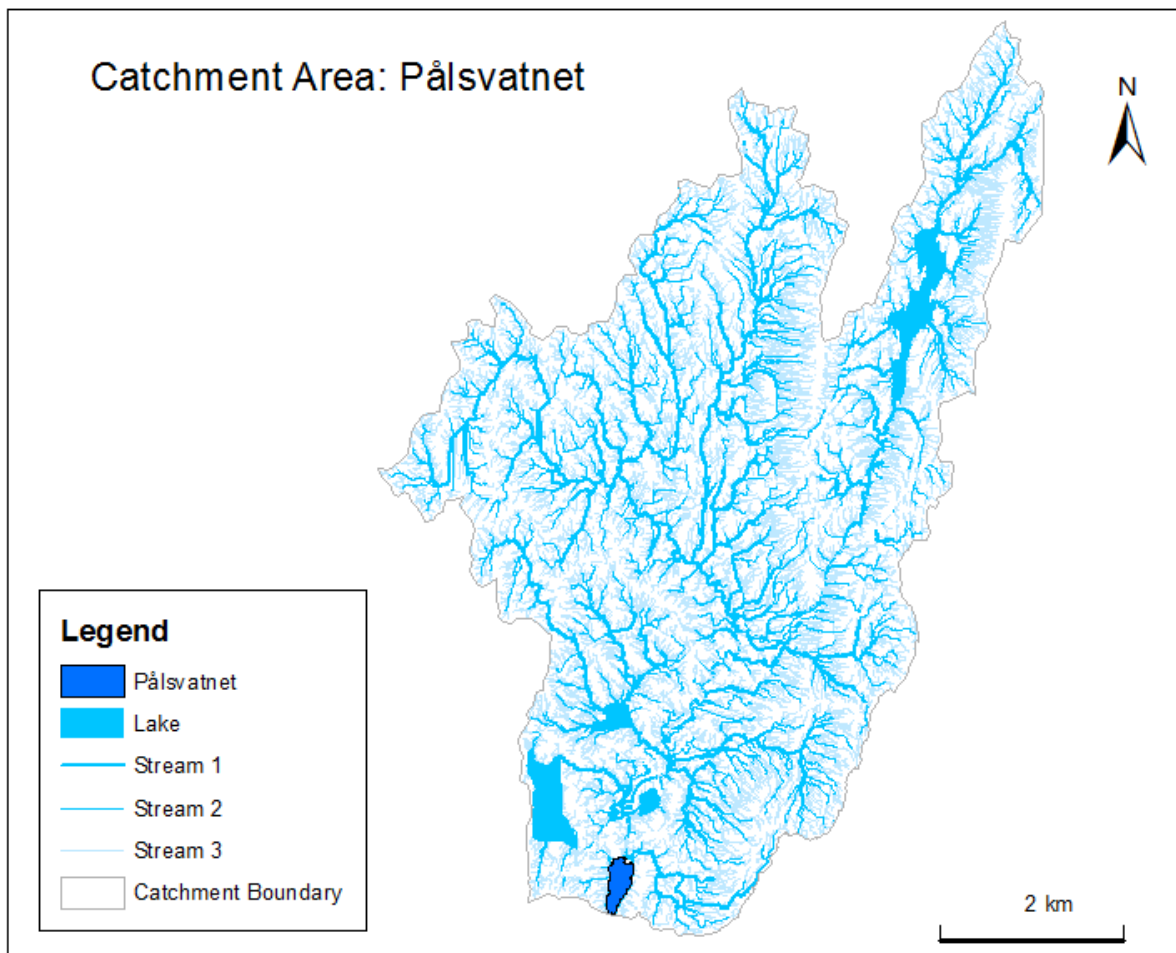 Catchment Area: Pålsvatnet
N
Legend
Pålsvatnet
Lake
Stream 1
Stream 2
Stream 3
Catchment Boundary
2 km